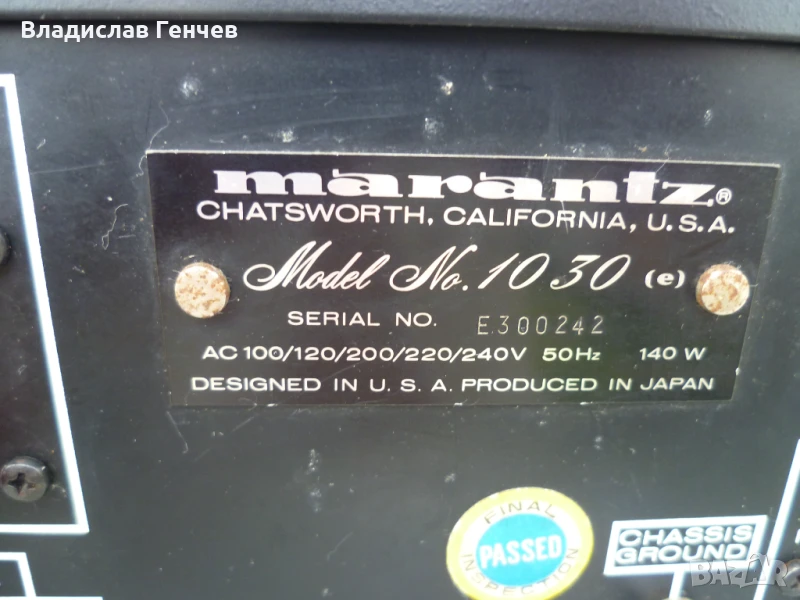 Владислав Генчев
marantz®
CHATSWORTH, CALIFORNIA, U.S.A.
Model No. 1030 (e)
SERIAL NO. E300242
AC 100/120/200/220/240V 50Hz 140 W
DESIGNED IN U.S.A. PRODUCED IN JAPAN
FINAL
PASSED
INSPECTION
CHASSIS
GROUND
BAZAR